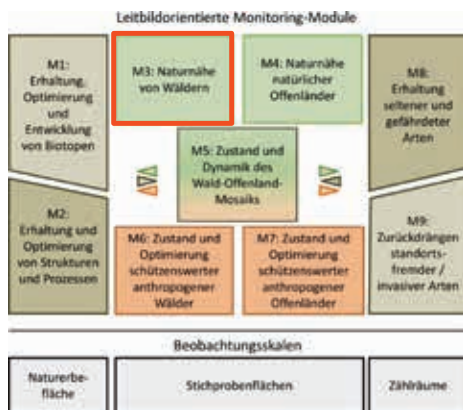 Leitbildorientierte Monitoring-Module
M1:
Erhaltung,
Optimierung
und
Entwicklung
von Biotopen
M3: Naturnähe
von Wäldern
M4: Naturnähe
natürlicher
Offenländer
M8:
Erhaltung
seltener und
gefährdeter
Arten
M5: Zustand und
Dynamik des
Wald-Offenland-
Mosaiks
M2:
Erhaltung und
Optimierung
von Strukturen
und Prozessen
M6: Zustand und
Optimierung
schützenswerter
anthropogener
Wälder
M7: Zustand und
Optimierung
schützenswerter
anthropogener
Offenländer
M9:
Zurückdrängen
standorts-
fremder /
invasiver Arten
Beobachtungsskalen
Naturerbe-
fläche
Stichprobenflächen
Zählräume